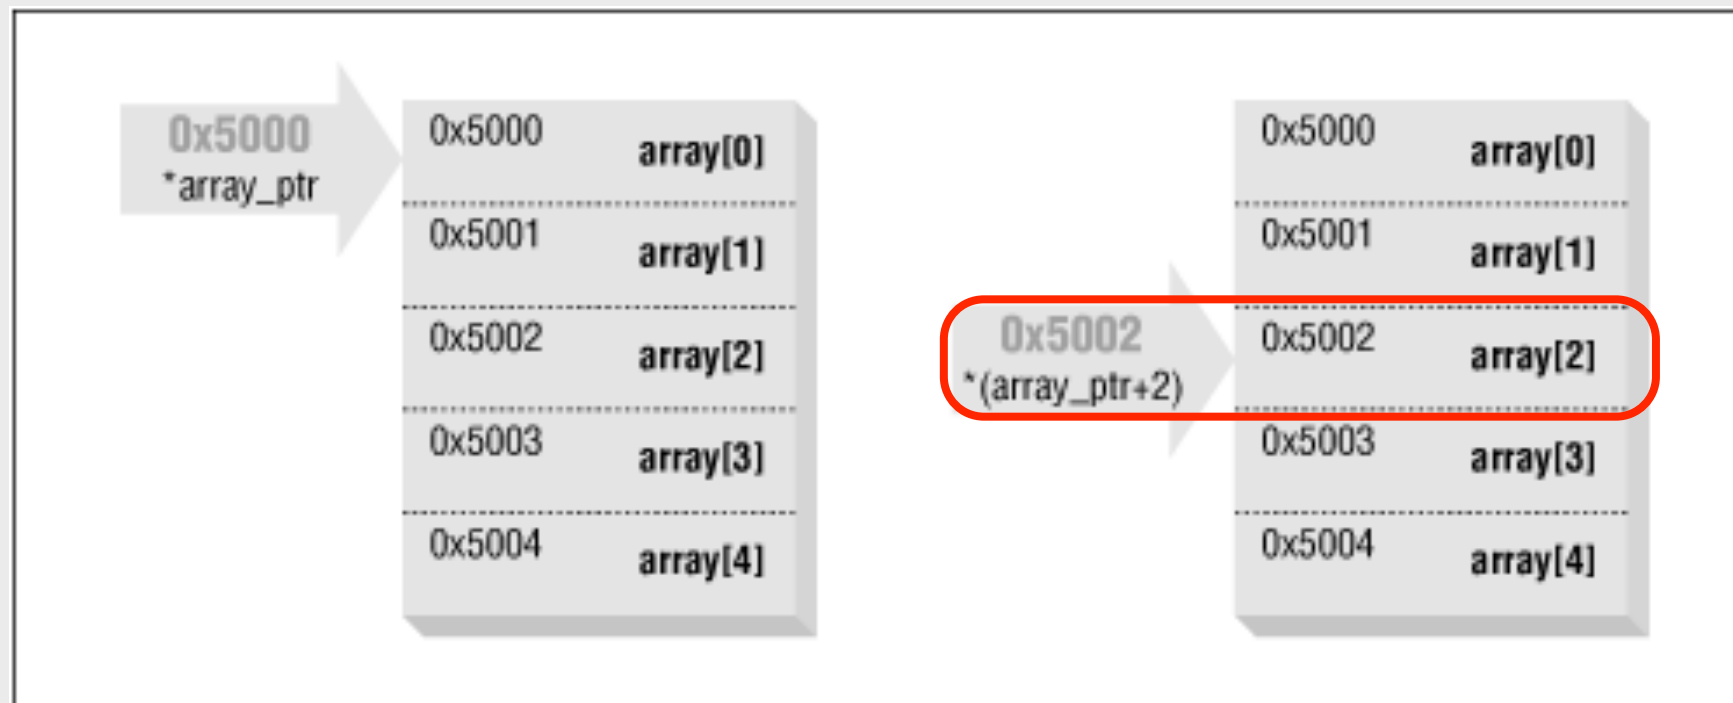 0x5000
*array_ptr
0x5000 array[0]
0x5001 array[1]
0x5002 array[2]
0x5003 array[3]
0x5004 array[4]
0x5002
*(array_ptr+2)
0x5000 array[0]
0x5001 array[1]
0x5002 array[2]
0x5003 array[3]
0x5004 array[4]